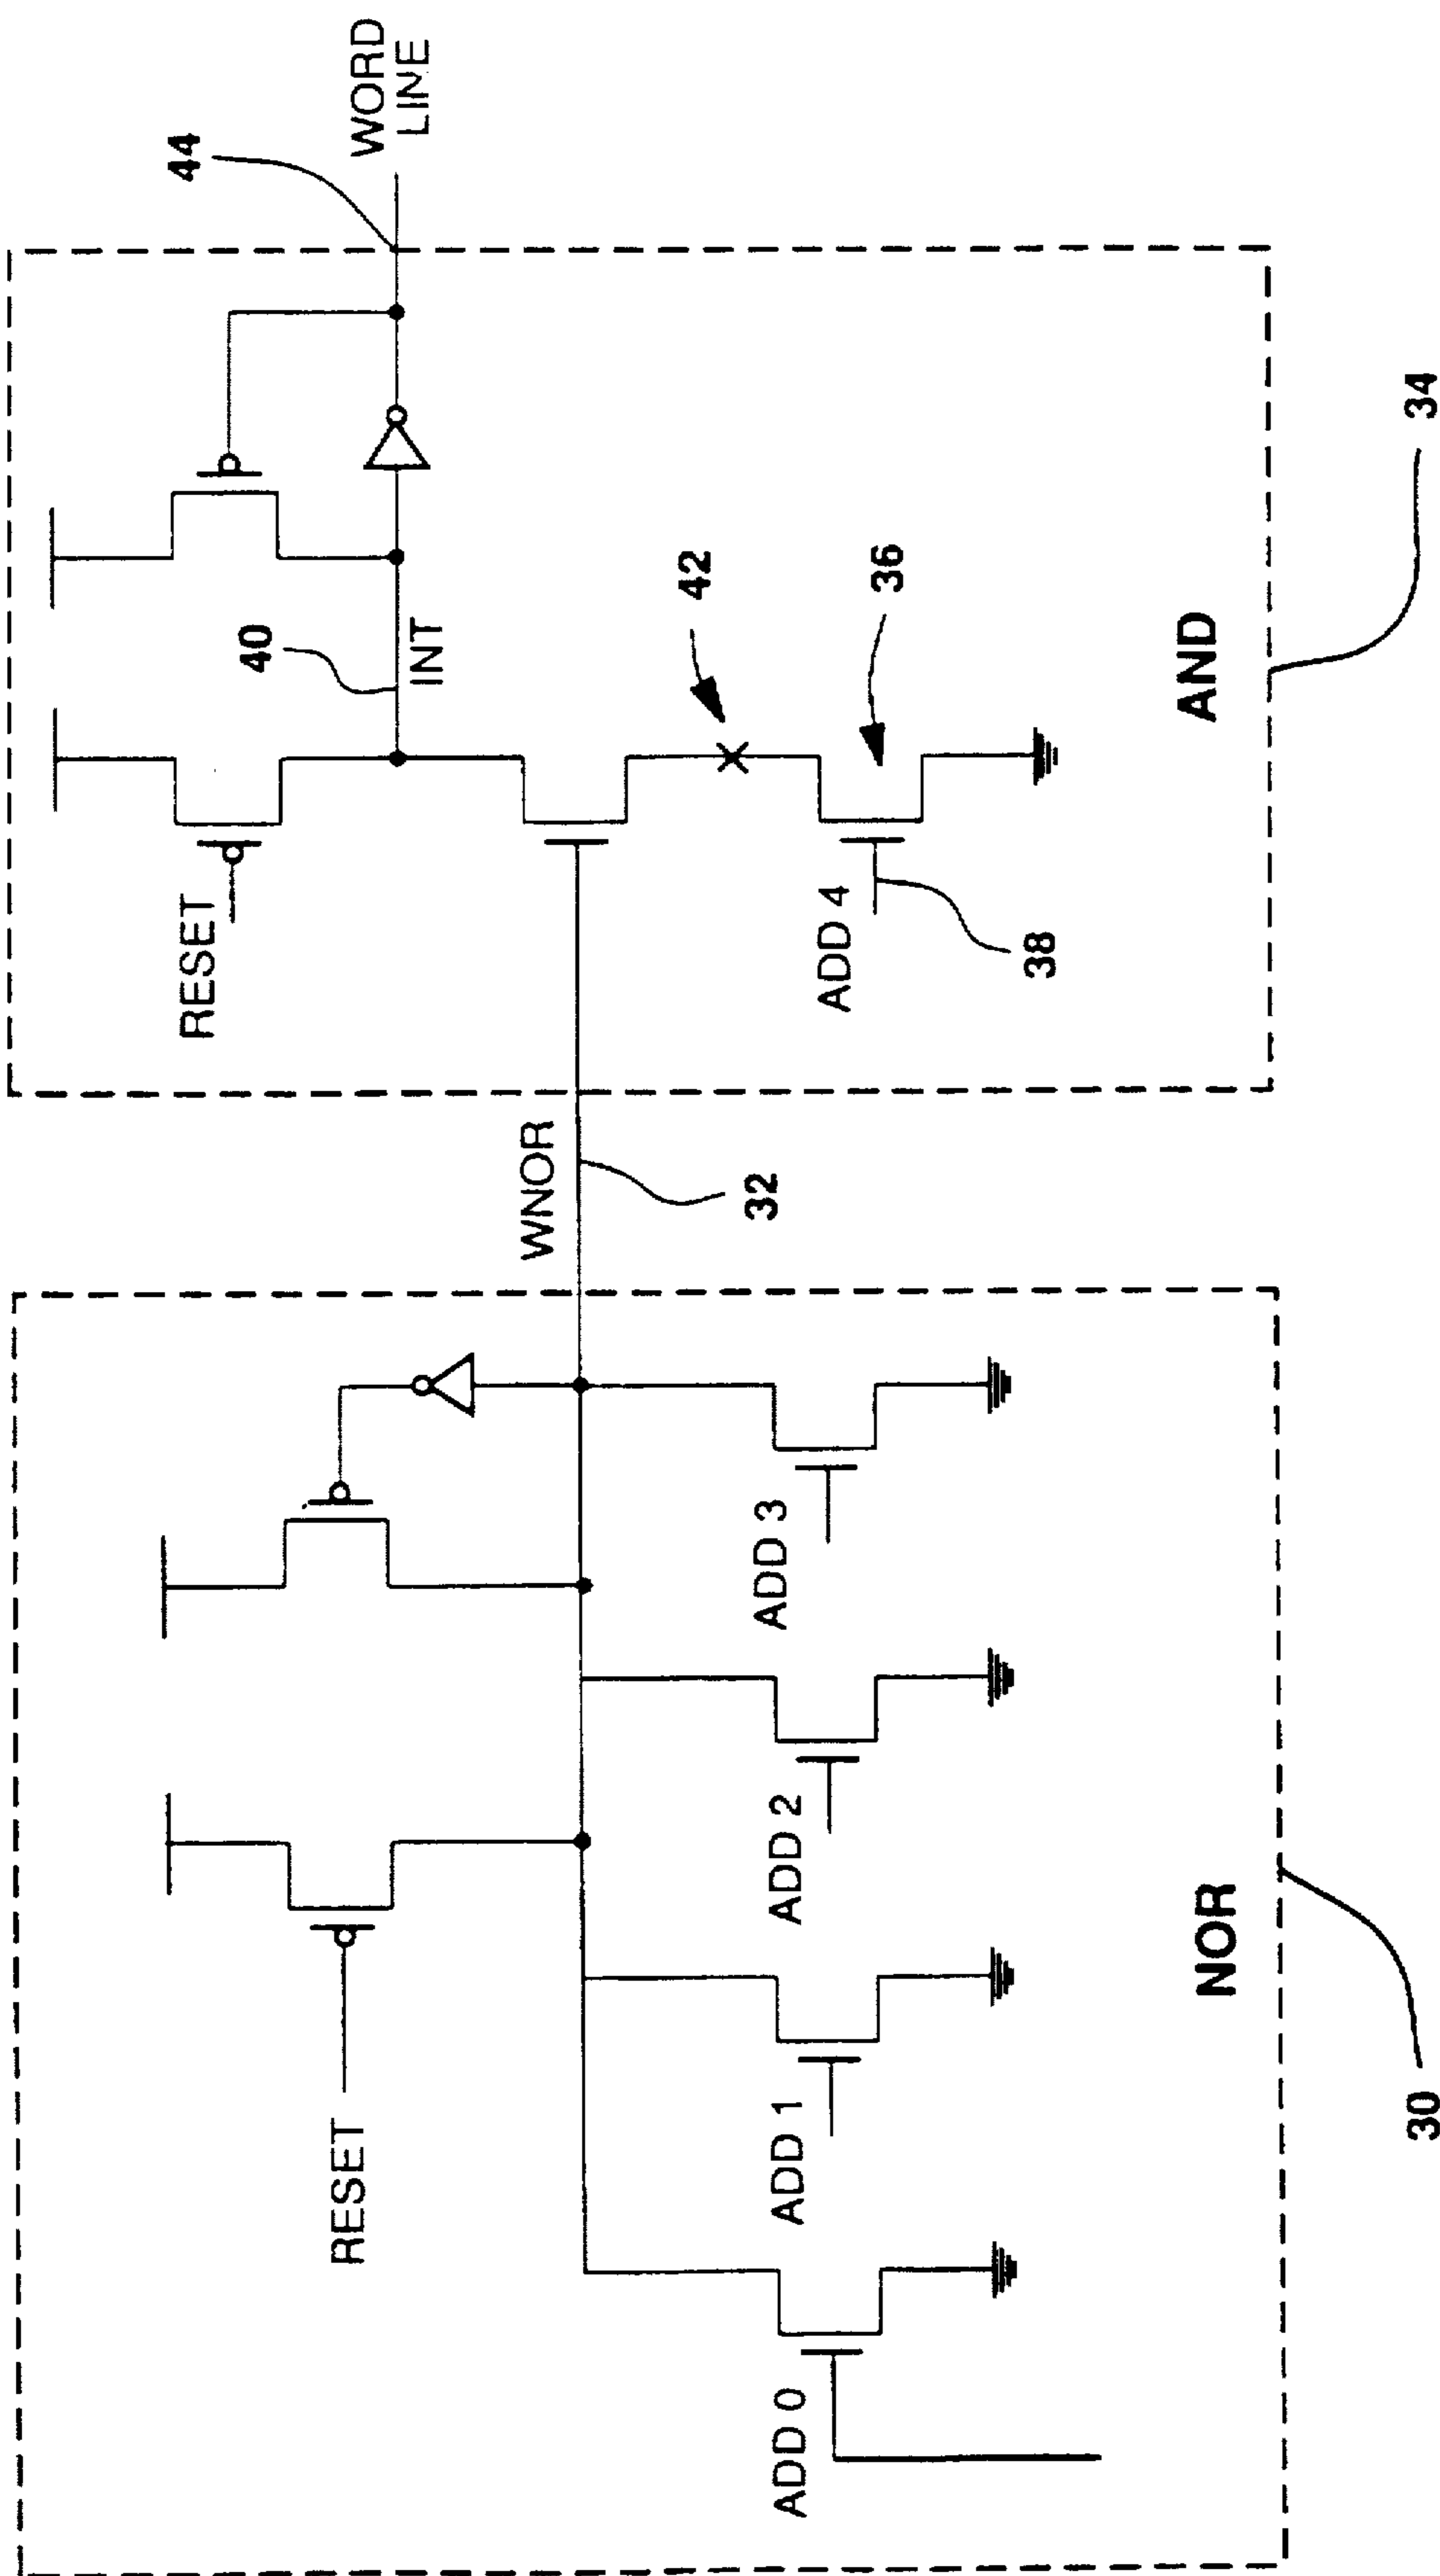 RESET
ADD 0
ADD 1
ADD 2
ADD 3
NOR
30
WNOR
32
RESET
40
INT
44
WORD
LINE
42
36
ADD 4
38
AND
34